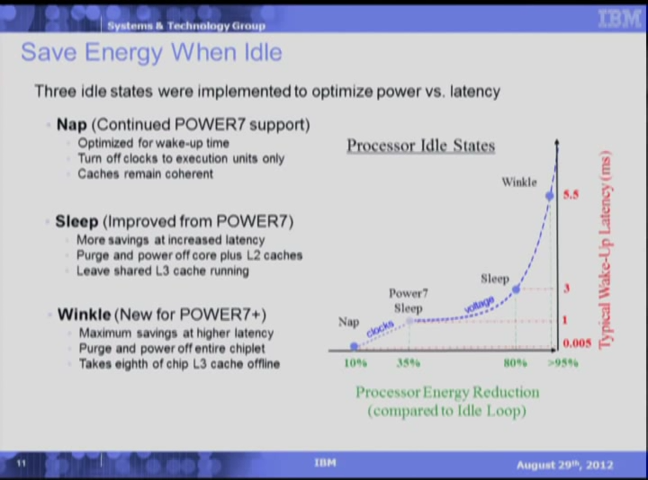 Systems & Technology Group
IBM
Save Energy When Idle
Three idle states were implemented to optimize power vs. latency
Nap (Continued POWER7 support)
Optimized for wake-up time
Turn off clocks to execution units only
Caches remain coherent
Sleep (Improved from POWER7)
More savings at increased latency
Purge and power off core plus L2 caches
Leave shared L3 cache running
Winkle (New for POWER7+)
Maximum savings at higher latency
Purge and power off entire chiplet
Takes eighth of chip L3 cache offline
Processor Idle States
Winkle
5.5
Sleep
3
Power7
Sleep
voltage
1
Nap
clocks
0.005
10% 35% 80% >95%
Typical Wake-Up Latency (ms)
Processor Energy Reduction
(compared to Idle Loop)
11
IBM
August 29th, 2012